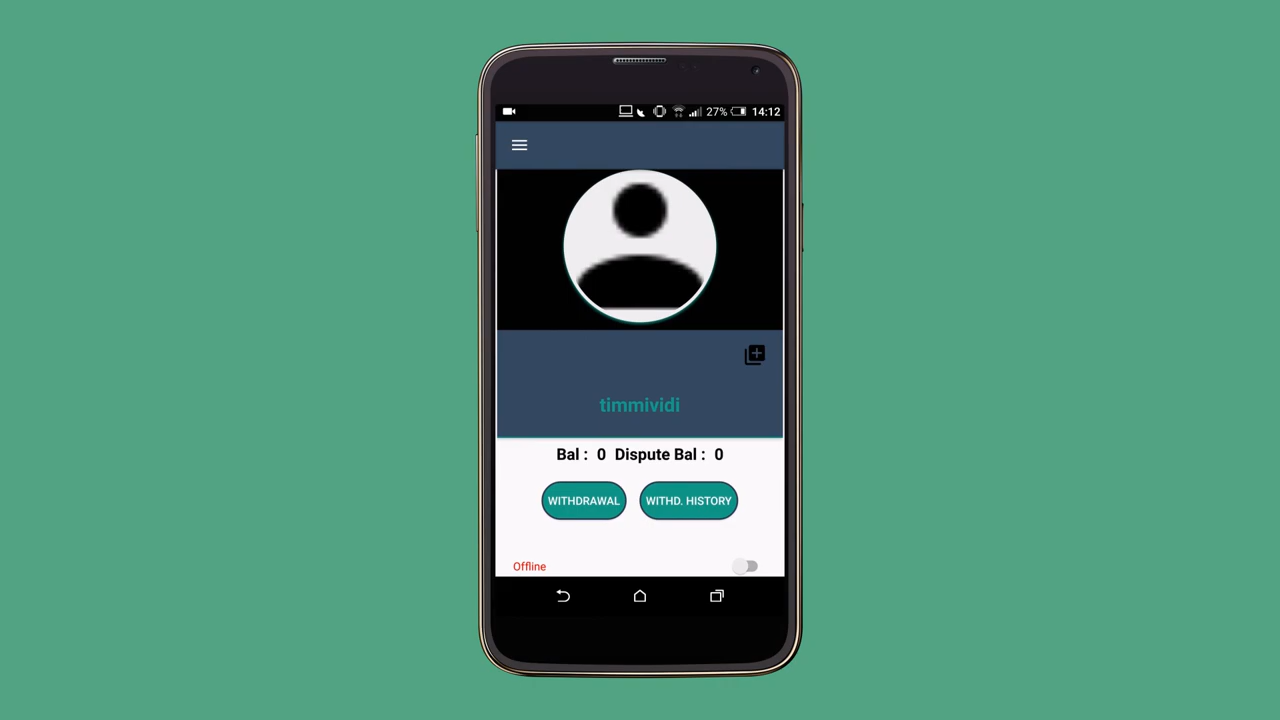 27% 14:12
timmividi
Bal : 0 Dispute Bal : 0
WITHDRAWAL WITHD. HISTORY
Offline